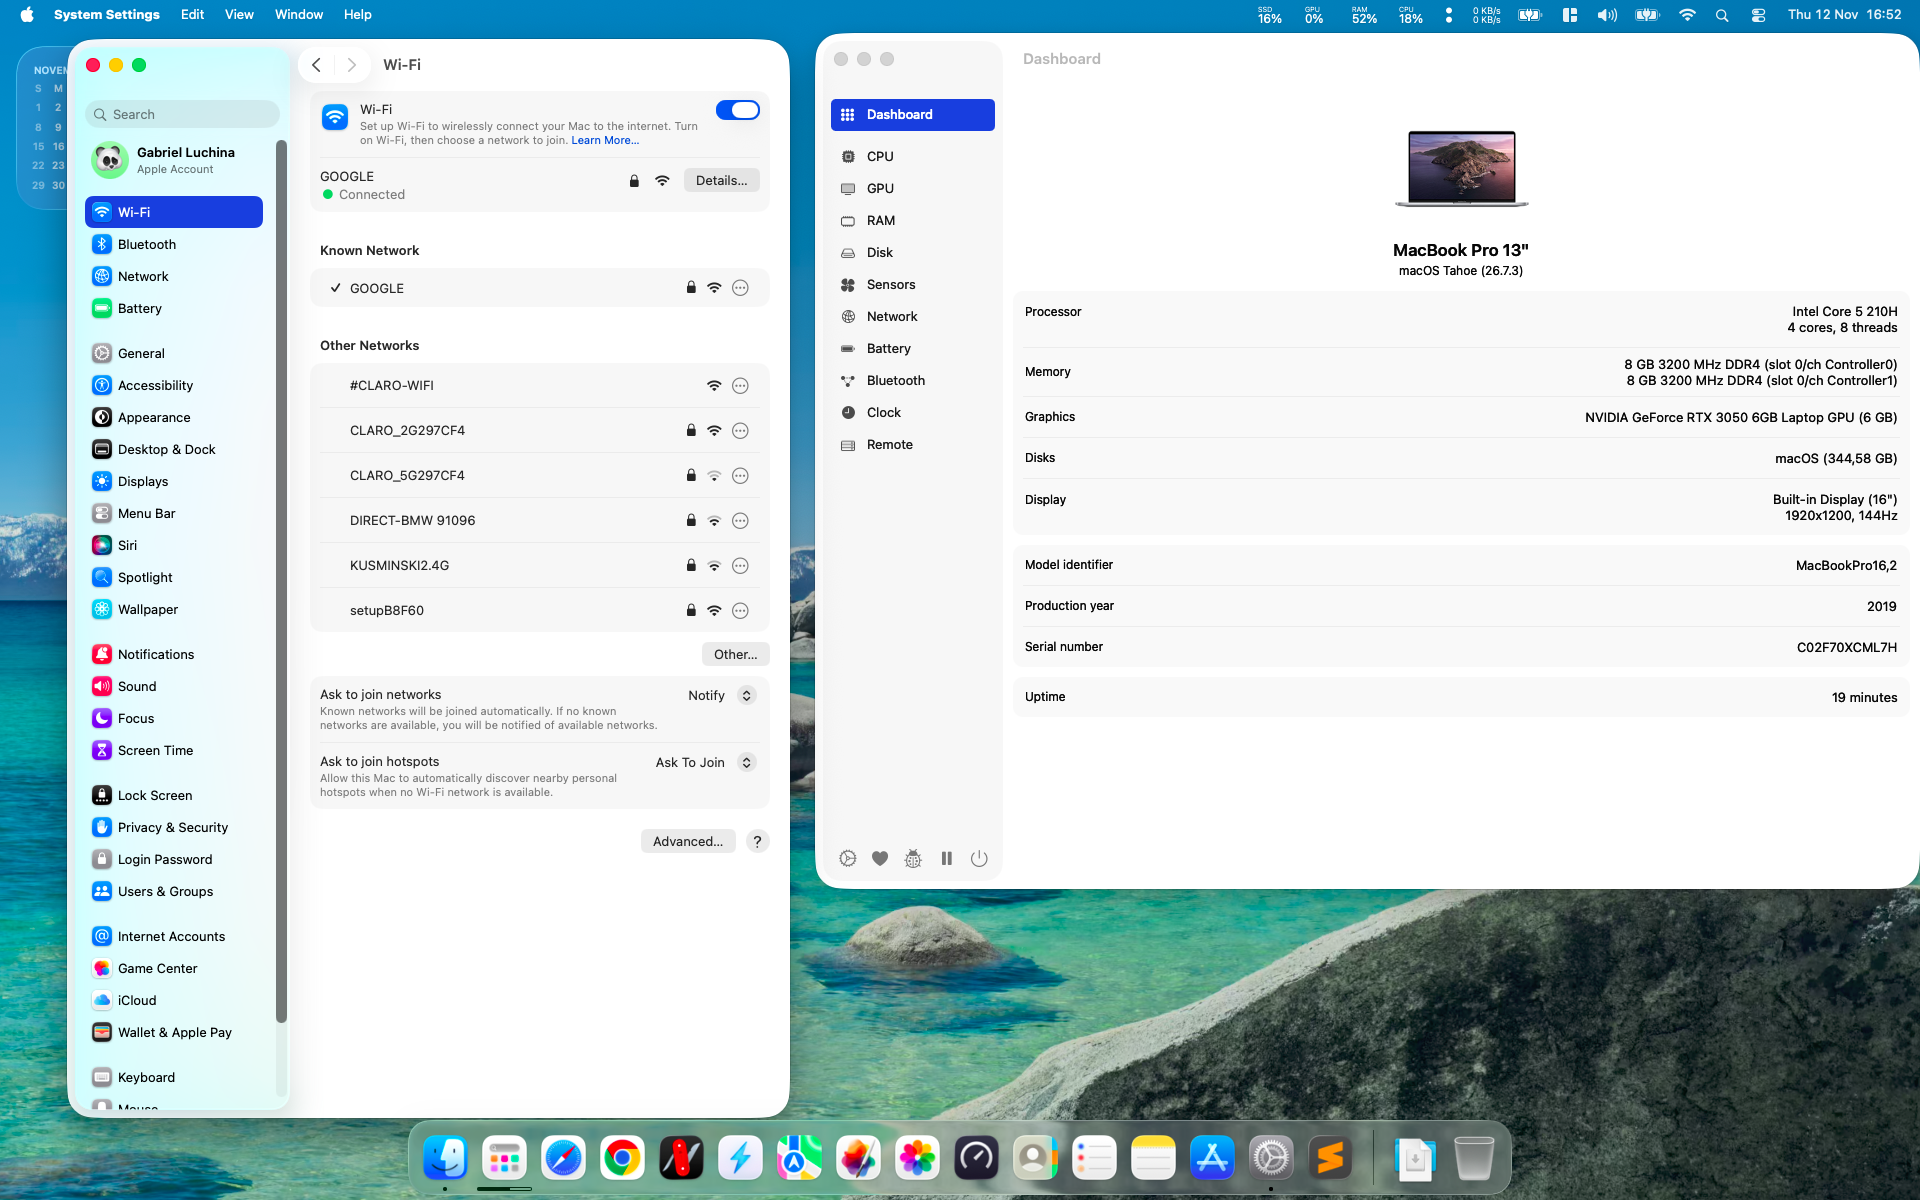 System Settings Edit View Window Help
SSD 16% GPU 0% RAM 52% CPU 18% 0 KB/s 0 KB/s Thu 12 Nov 16:52
S M
1 2
8 9
15 16
22 23
29 30
Search
Gabriel Luchina
Apple Account
Wi-Fi
Bluetooth
Network
Battery
General
Accessibility
Appearance
Desktop & Dock
Displays
Menu Bar
Siri
Spotlight
Wallpaper
Notifications
Sound
Focus
Screen Time
Lock Screen
Privacy & Security
Login Password
Users & Groups
Internet Accounts
Game Center
iCloud
Wallet & Apple Pay
Keyboard
Mouse
Wi-Fi
Wi-Fi
Set up Wi-Fi to wirelessly connect your Mac to the internet. Turn
on Wi-Fi, then choose a network to join. Learn More...
GOOGLE
Connected
Details...
Known Network
GOOGLE
Other Networks
#CLARO-WIFI
CLARO_2G297CF4
CLARO_5G297CF4
DIRECT-BMW 91096
KUSMINSKI2.4G
setupB8F60
Other...
Ask to join networks
Notify
Known networks will be joined automatically. If no known
networks are available, you will be notified of available networks.
Ask to join hotspots
Ask To Join
Allow this Mac to automatically discover nearby personal
hotspots when no Wi-Fi network is available.
Advanced... ?
Dashboard
CPU
GPU
RAM
Disk
Sensors
Network
Battery
Bluetooth
Clock
Remote
Dashboard
MacBook Pro 13"
macOS Tahoe (26.7.3)
Processor
Intel Core 5 210H
4 cores, 8 threads
Memory
8 GB 3200 MHz DDR4 (slot 0/ch Controller0)
8 GB 3200 MHz DDR4 (slot 0/ch Controller1)
Graphics
NVIDIA GeForce RTX 3050 6GB Laptop GPU (6 GB)
Disks
macOS (344,58 GB)
Display
Built-in Display (16")
1920x1200, 144Hz
Model identifier
MacBookPro16,2
Production year
2019
Serial number
C02F70XCML7H
Uptime
19 minutes